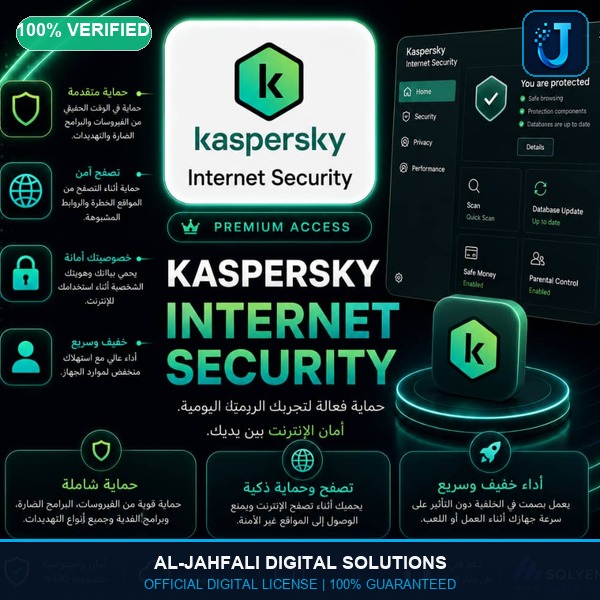 100% VERIFIED
J
حماية متقدمة
حماية في الوقت الحقيقي
من الفيروسات والبرامج
الضارة والتهديدات.
تصفح آمن
حماية أثناء التصفح من
المواقع الخطرة والروابط
المشبوهة.
خصوصيتك أمانة
يحمي بياناتك وهويتك
الشخصية أثناء استخدامك
للإنترنت.
خفيف وسريع
أداء عالي مع استهلاك
منخفض لموارد الجهاز.
k
kaspersky
Internet Security
PREMIUM ACCESS
KASPERSKY
INTERNET
SECURITY
حماية فعالة لتجربك
اليومية.
أمان الإنترنت بين يديك.
Kaspersky
Internet Security
Home
Security
Privacy
Performance
You are protected
Safe browsing
Protection components
Databases are up to date
Details
Scan
Quick Scan
Database Update
Up to date
Safe Money
Enabled
Parental Control
Enabled
k
أداء خفيف وسريع
يعمل بصمت في الخلفية دون التأثير على
سرعة جهازك أثناء العمل أو اللعب.
تصفح وحماية ذكية
يحميك أثناء تصفح الإنترنت ويمنع
الوصول إلى المواقع غير الآمنة.
حماية شاملة
حماية قوية من الفيروسات، البرامج الضارة،
وبرامج الفدية وجميع أنواع التهديدات.
AL-JAHFALI DIGITAL SOLUTIONS
OFFICIAL DIGITAL LICENSE | 100% GUARANTEED